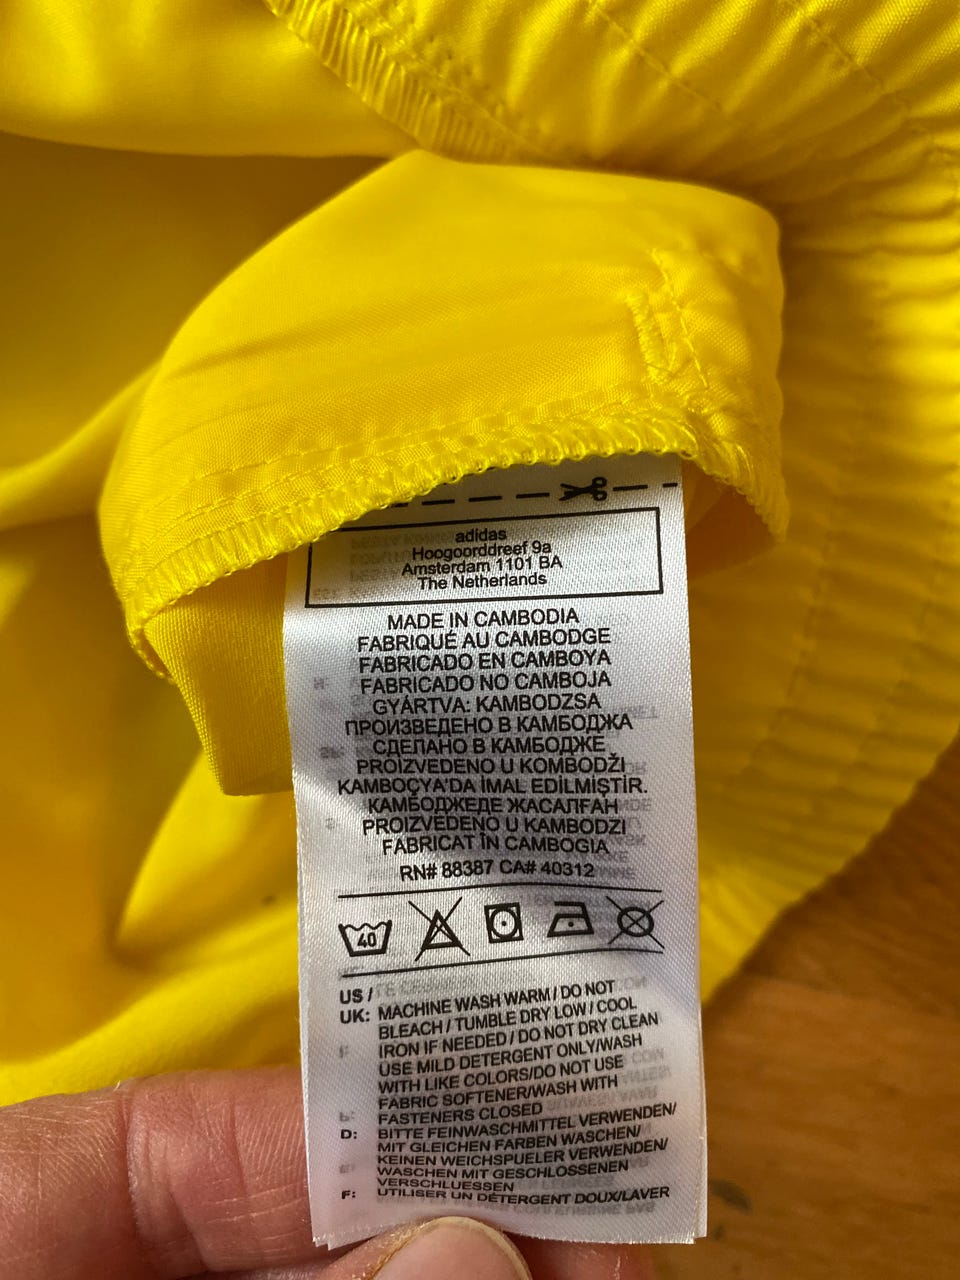 adidas
Hoogoorddreef 9a
Amsterdam 1101 BA
The Netherlands
MADE IN CAMBODIA
FABRIQUÉ AU CAMBODGE
FABRICADO EN CAMBOYA
FABRICADO NO CAMBOJA
GYÁRTVA: KAMBODZSA
ПРОИЗВЕДЕНО В КАМБОДЖА
СДЕЛАНО В КАМБОДЖЕ
PROIZVEDENO U KOMBODŽI
KAMBOÇYA'DA İMAL EDİLMİŞTİR.
КАМБОДЖЕДЕ ЖАСАЛҒАН
PROIZVEDENO U KAMBODZI
FABRICAT ÎN CAMBOGIA
RN# 88387 CA# 40312
40
US /
UK: MACHINE WASH WARM / DO NOT
BLEACH / TUMBLE DRY LOW / COOL
IRON IF NEEDED / DO NOT DRY CLEAN
USE MILD DETERGENT ONLY/WASH
WITH LIKE COLORS/DO NOT USE
FABRIC SOFTENER/WASH WITH
FASTENERS CLOSED
D: BITTE FEINWASCHMITTEL VERWENDEN/
MIT GLEICHEN FARBEN WASCHEN/
KEINEN WEICHSPUELER VERWENDEN/
WASCHEN MIT GESCHLOSSENEN
VERSCHLUESSEN
F: UTILISER UN DÉTERGENT DOUX/LAVER